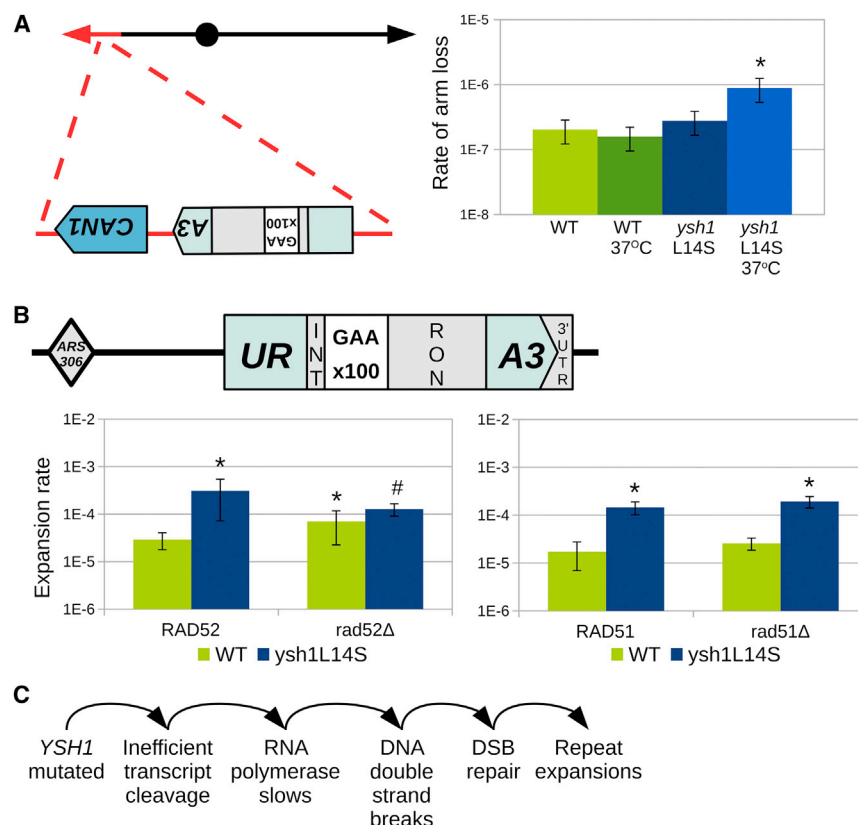 A
CAN1
A3
GAA
x100
Rate of arm loss
1E-5
1E-6
1E-7
1E-8
*
WT
WT
37°C
ysh1
L14S
ysh1
L14S
37°C
B
ARS
306
UR
I
N
T
GAA
x100
R
O
N
A3
3'
U
T
R
Expansion rate
1E-2
1E-3
1E-4
1E-5
1E-6
*
*
#
RAD52
rad52Δ
WT
ysh1L14S
1E-2
1E-3
1E-4
1E-5
1E-6
*
*
RAD51
rad51Δ
WT
ysh1L14S
C
YSH1
mutated
Inefficient
transcript
cleavage
RNA
polymerase
slows
DNA
double
strand
breaks
DSB
repair
Repeat
expansions